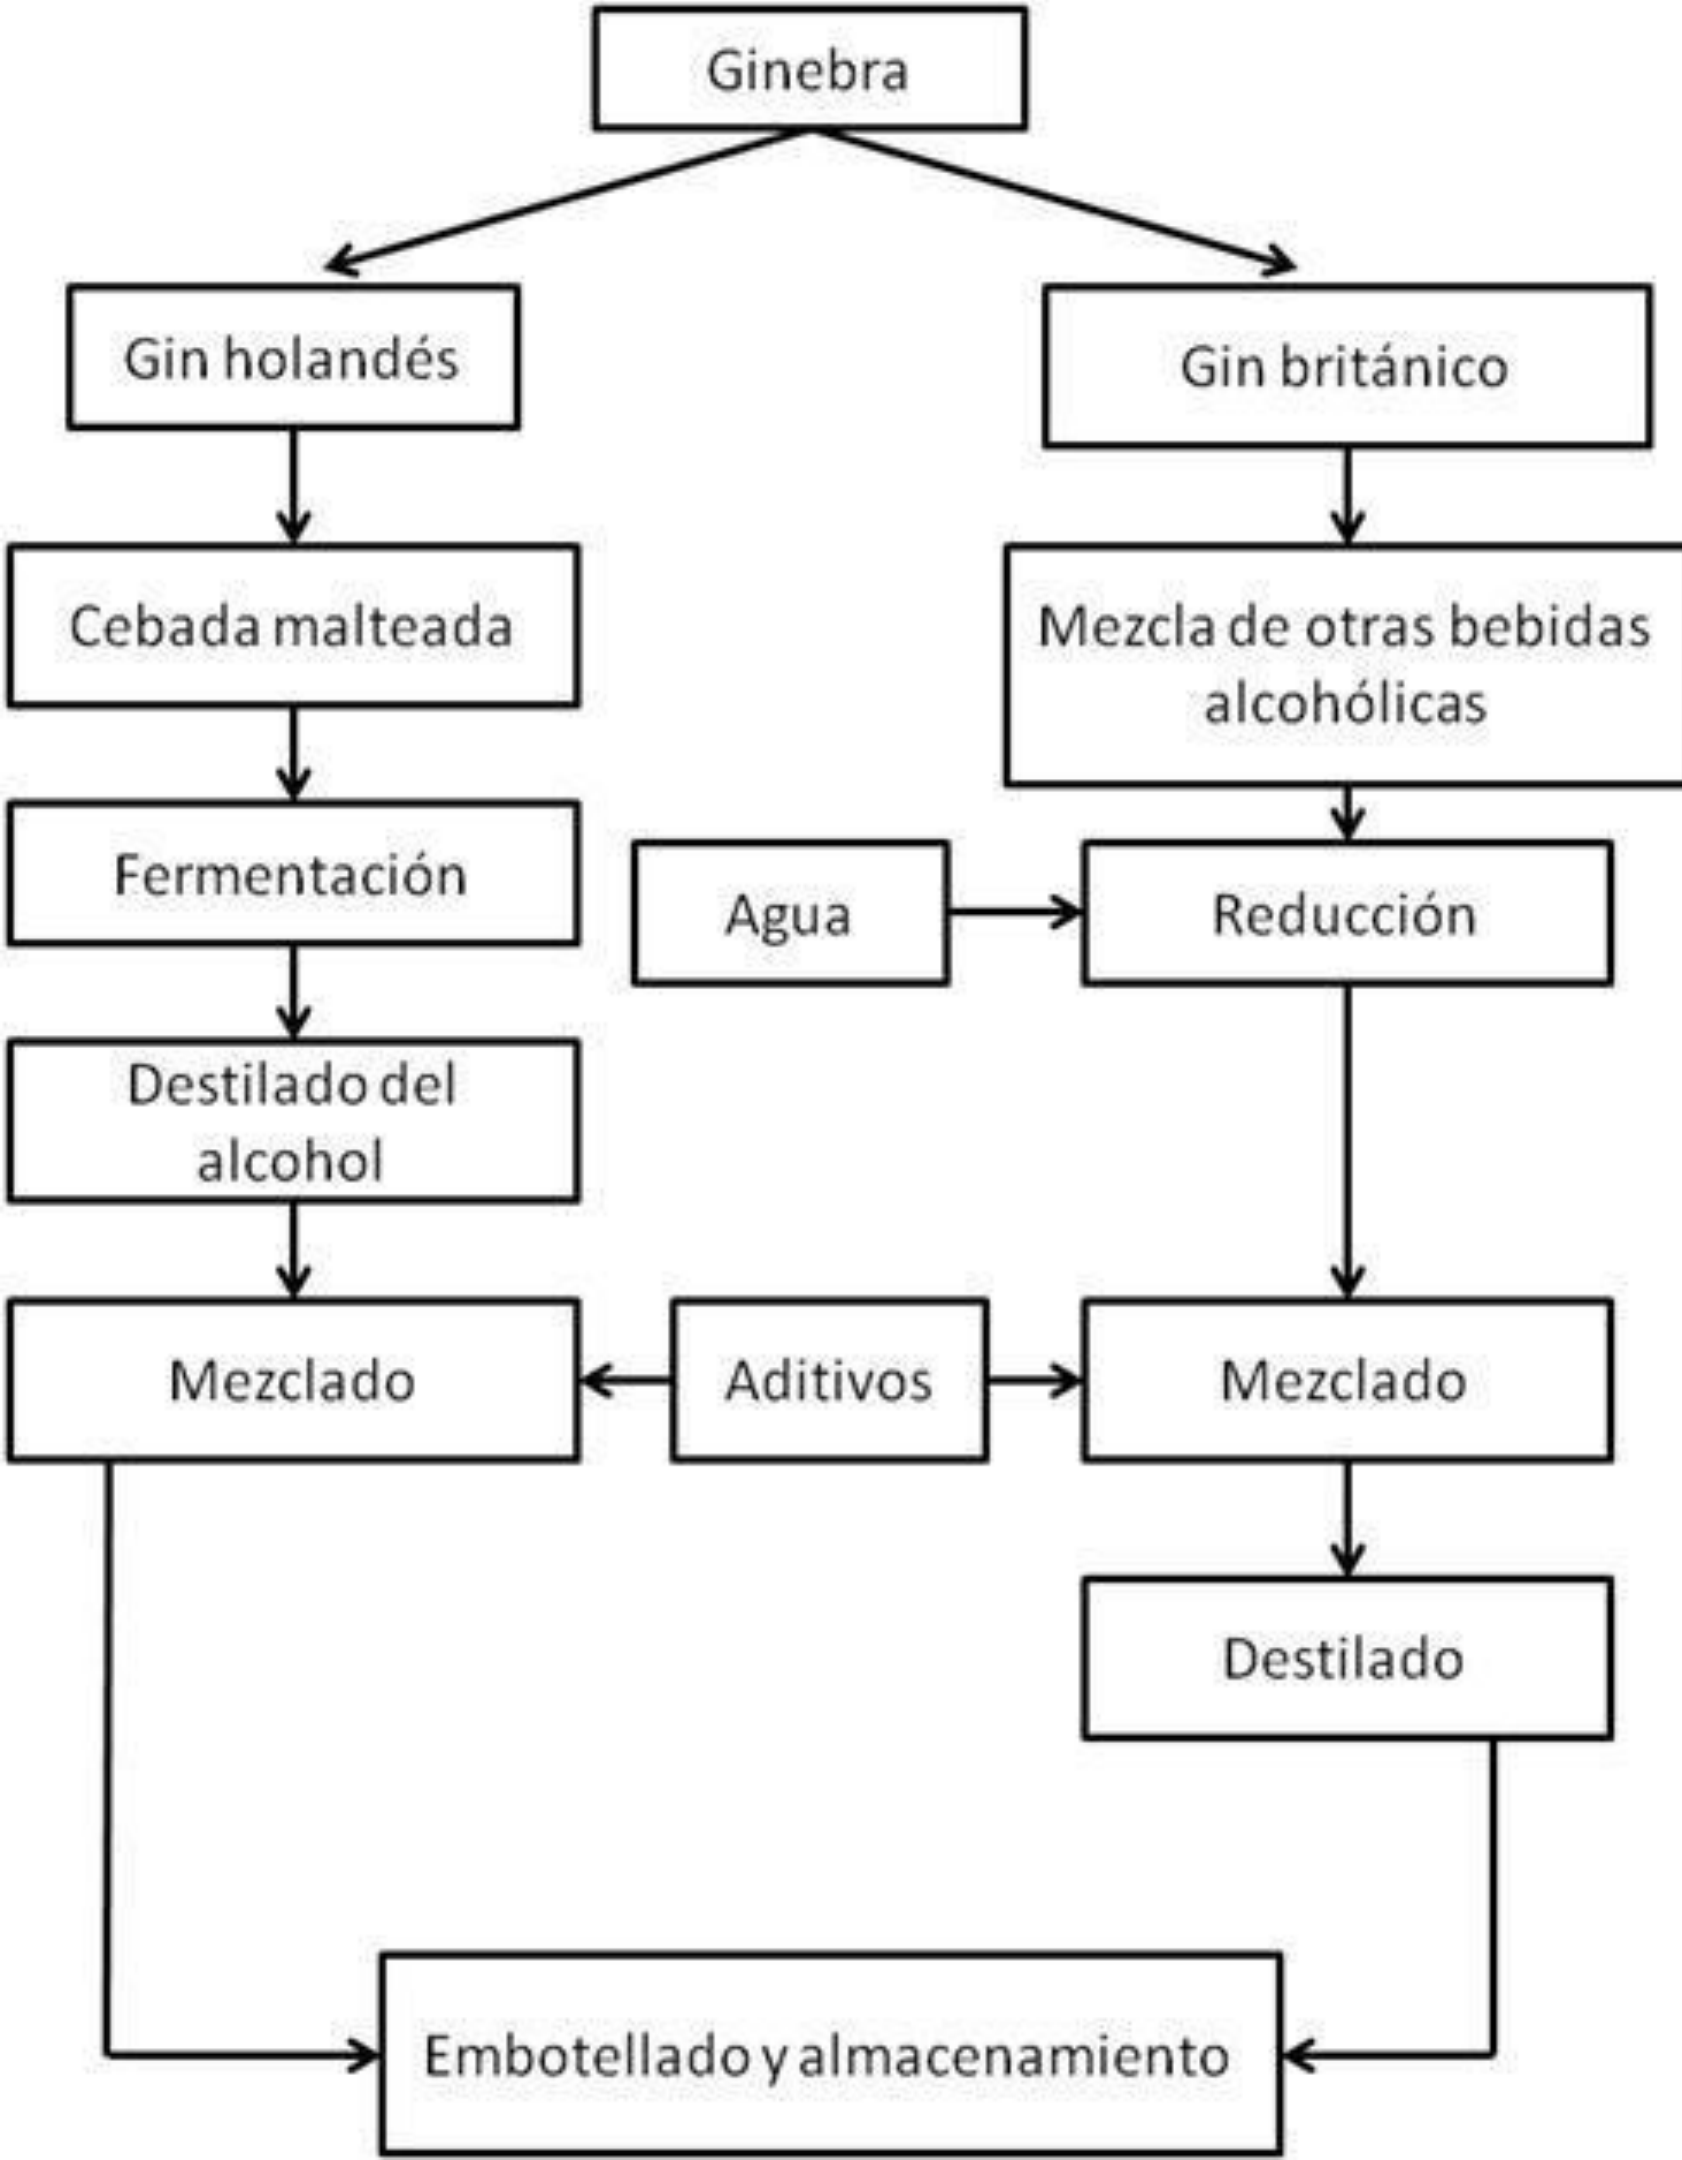 Ginebra
Gin holandés
Gin británico
Cebada malteada
Mezcla de otras bebidas
alcohólicas
Fermentación
Agua
Reducción
Destilado del
alcohol
Mezclado
Aditivos
Mezclado
Destilado
Embotellado y almacenamiento